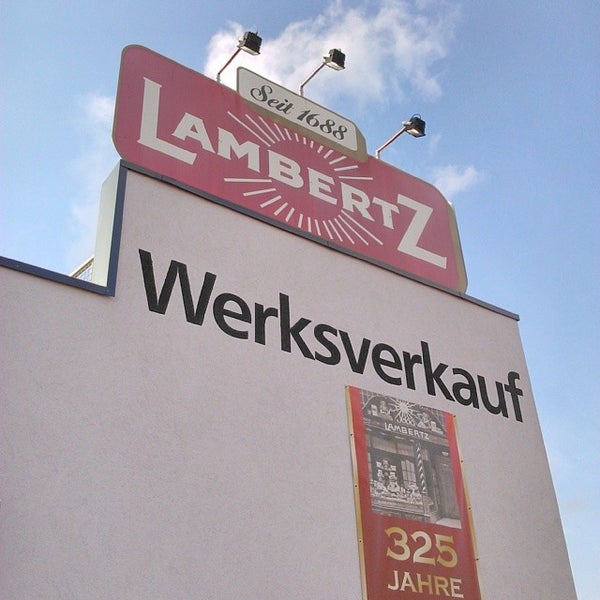 Seit 1688
LAMBERTZ
Werksverkauf
LAMBERTZ
325
JAHRE